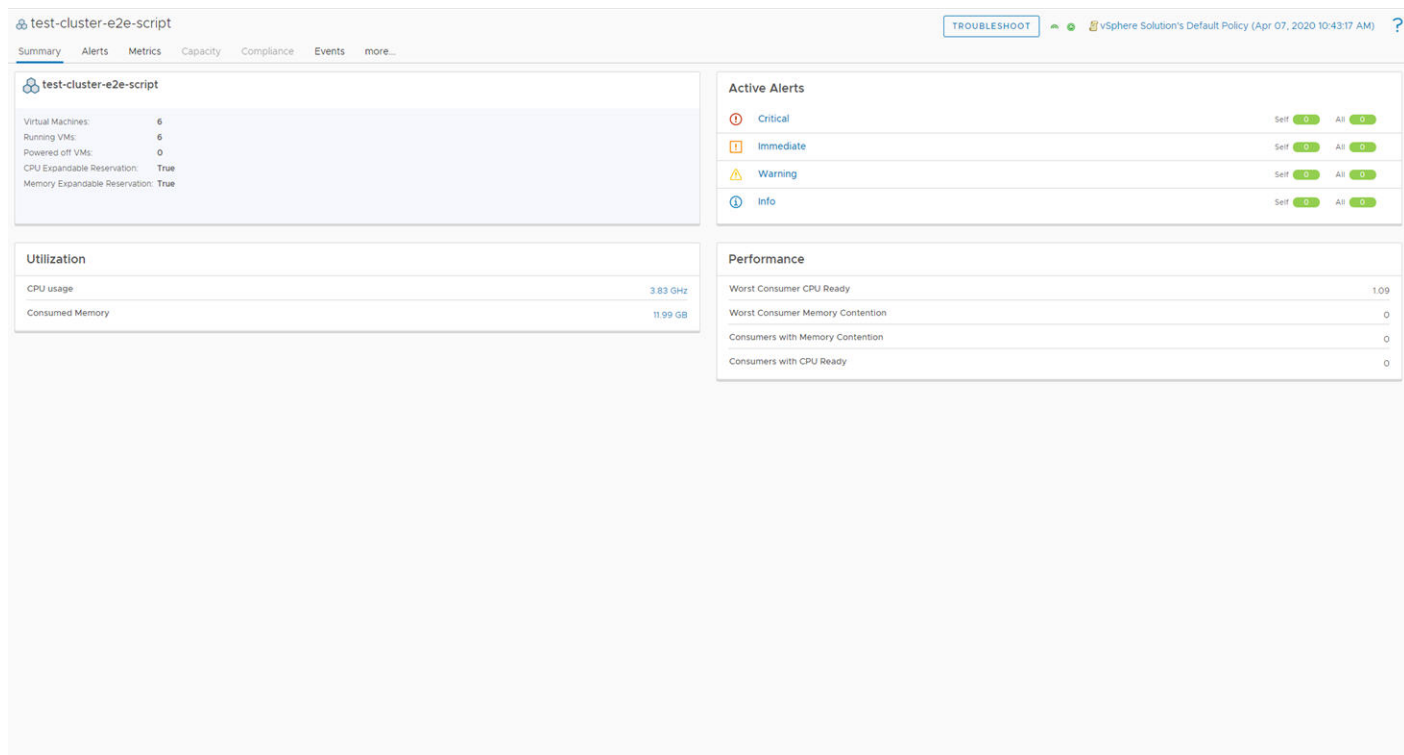 test-cluster-e2e-script
TROUBLESHOOT vSphere Solution's Default Policy (Apr 07, 2020 10:43:17 AM) ?
Summary Alerts Metrics Capacity Compliance Events more...
test-cluster-e2e-script
Virtual Machines: 6
Running VMs: 6
Powered off VMs: 0
CPU Expandable Reservation: True
Memory Expandable Reservation: True
Active Alerts
Critical Self 0 All 0
Immediate Self 0 All 0
Warning Self 0 All 0
Info Self 0 All 0
Utilization
CPU usage 3.83 GHz
Consumed Memory 11.99 GB
Performance
Worst Consumer CPU Ready 1.09
Worst Consumer Memory Contention 0
Consumers with Memory Contention 0
Consumers with CPU Ready 0